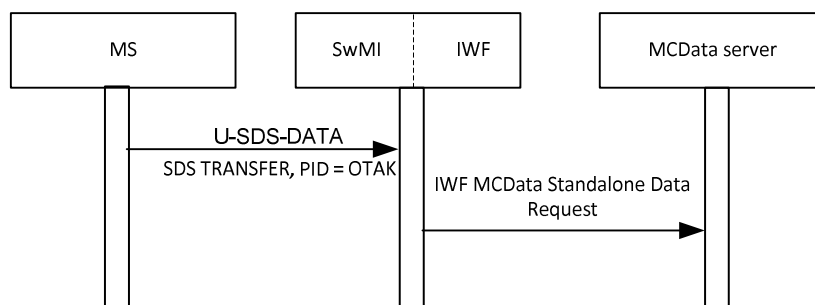 MS
SwMI
IWF
MCData server
U-SDS-DATA
SDS TRANSFER, PID = OTAK
IWF MCData Standalone Data
Request